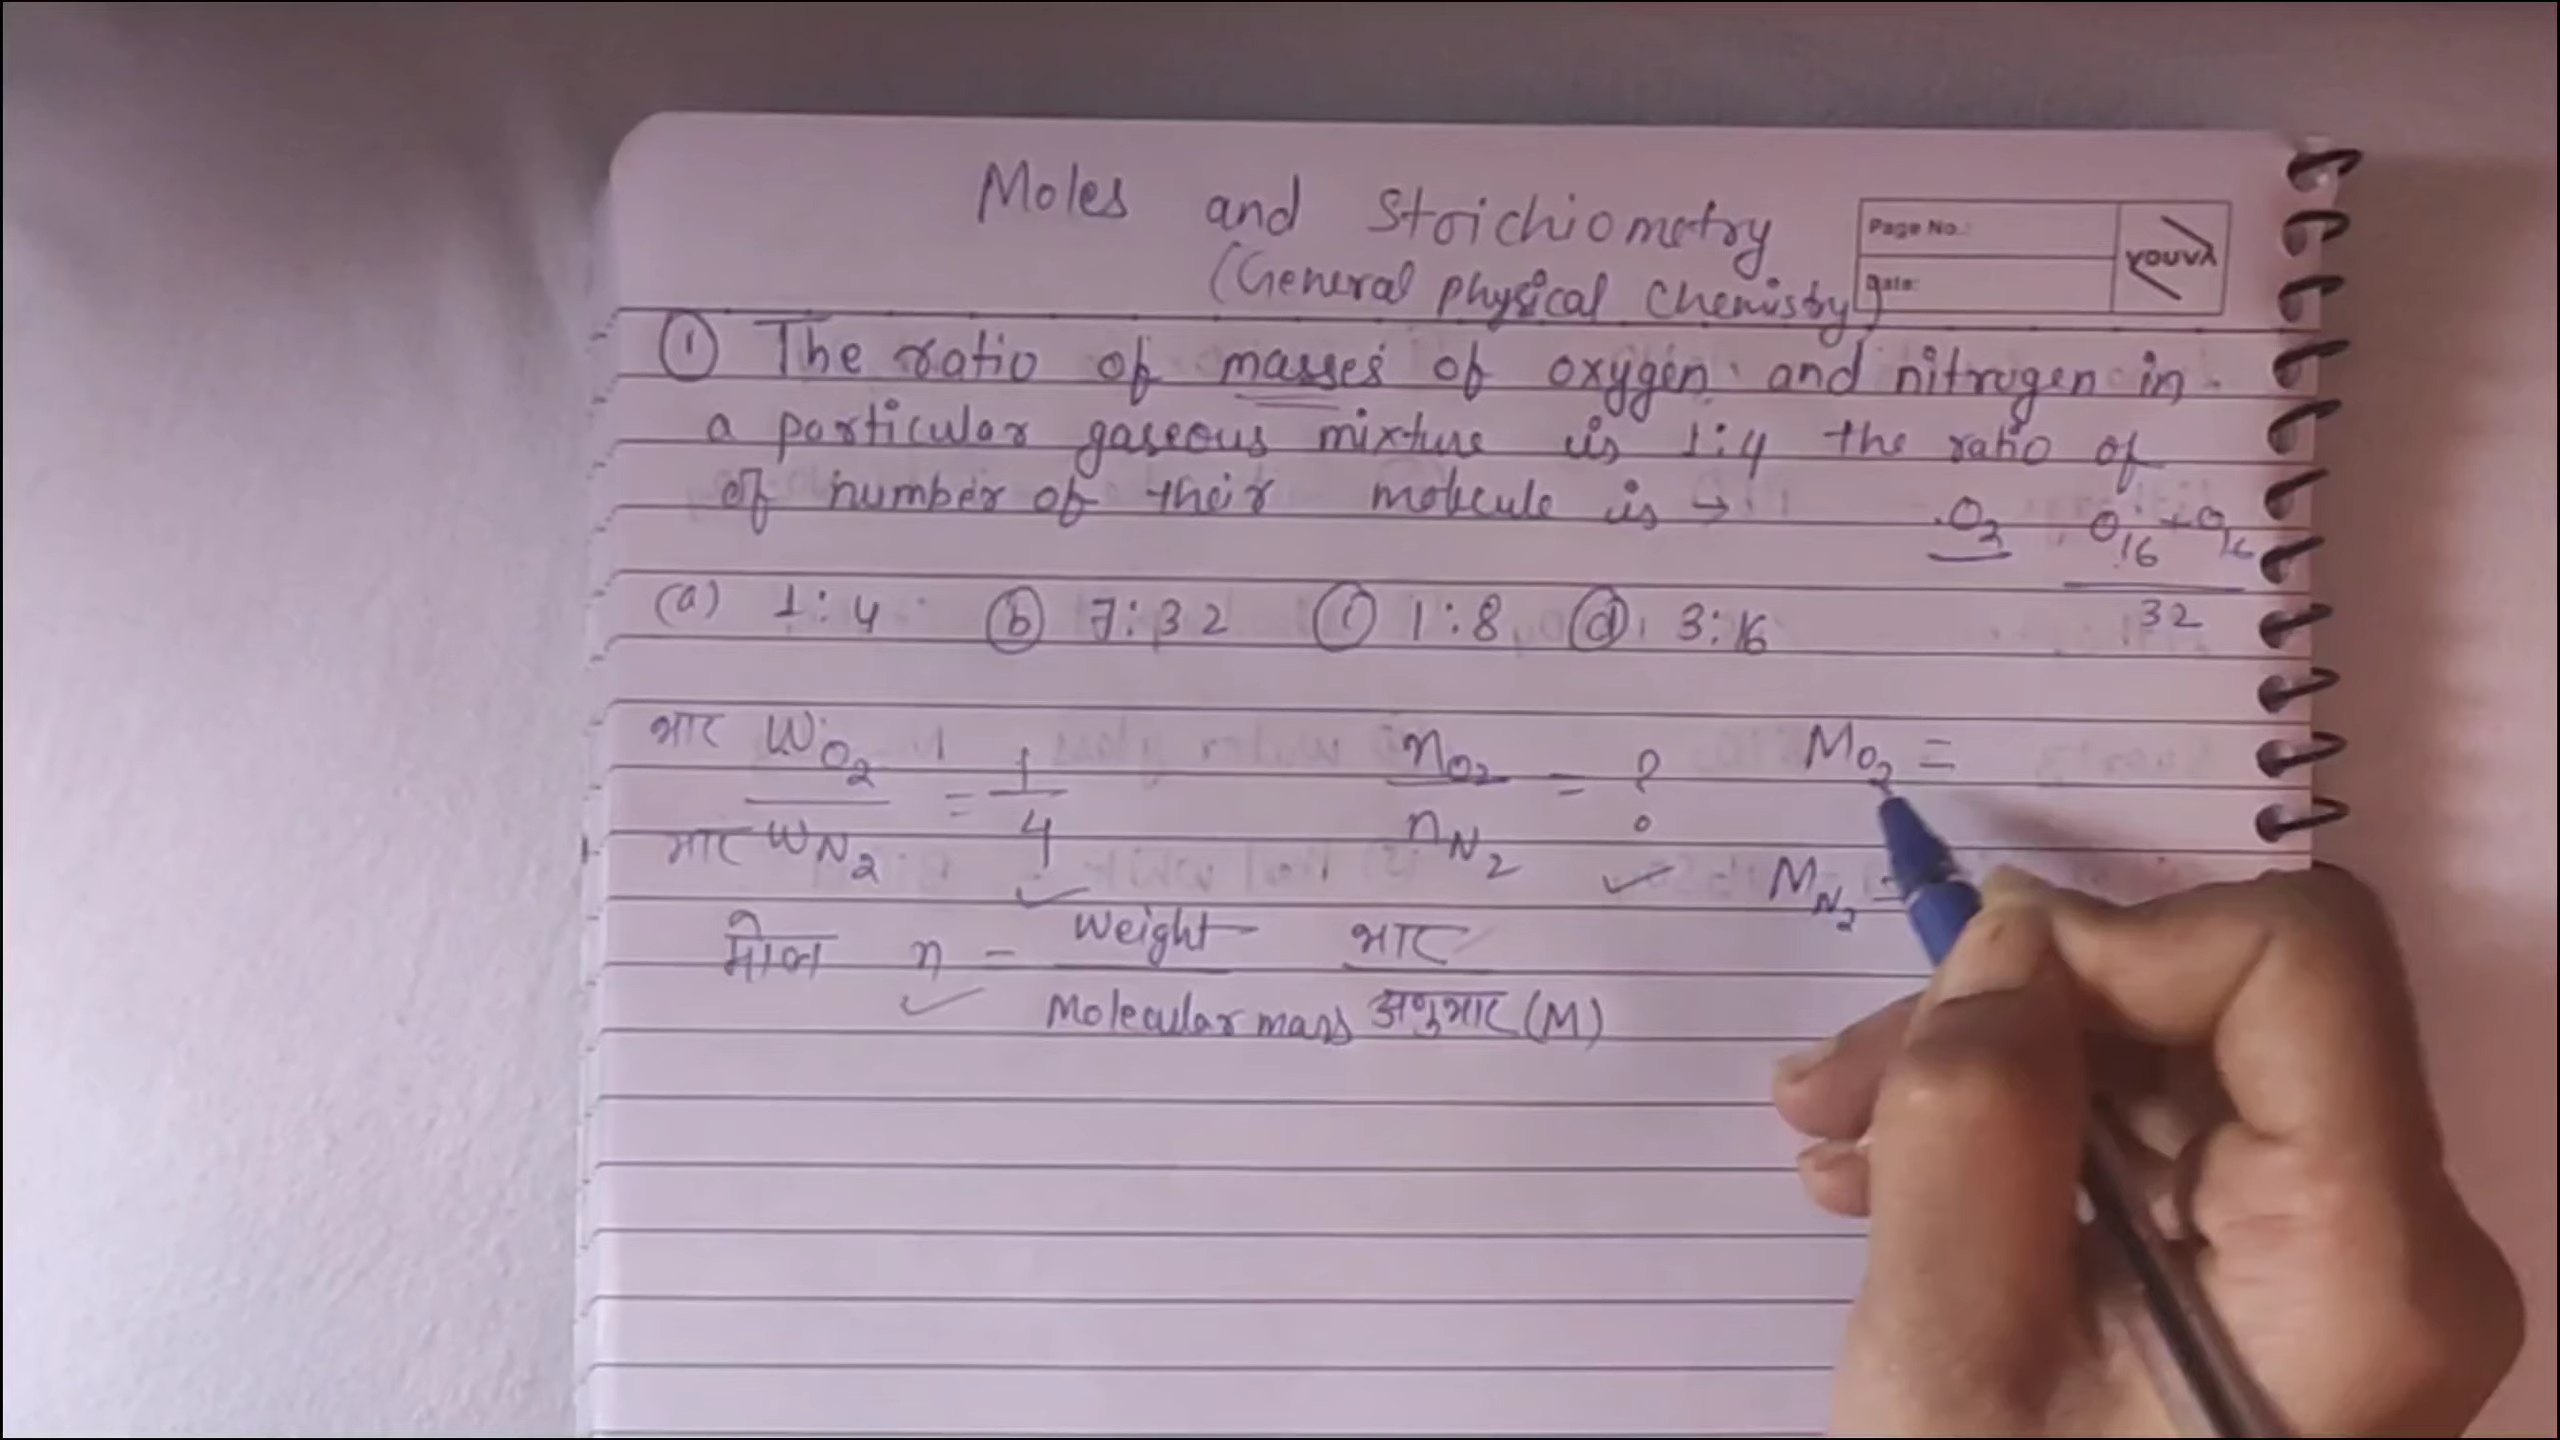 Moles and Stoichiometry
(General physical Chemistry)
Page No.:
Date:
YOUVA
① The ratio of masses of oxygen and nitrogen in
a particular gaseous mixture is 1:4 the ratio of
of number of their molecule is →
O2 O16 + O16
32
(a) 1:4 (b) 7:32 (c) 1:8 (d) 3:16
भार WO2 / भार WN2 = 1/4
nO2 / nN2 = ?
MO2 =
MN2 =
मोल n = Weight / Molecular mass भार / अणुभार (M)